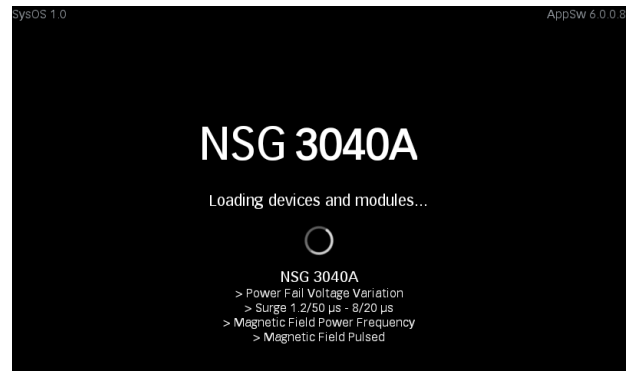 SysOS 1.0
AppSw 6.0.0.8
NSG 3040A
Loading devices and modules...
NSG 3040A
> Power Fail Voltage Variation
> Surge 1.2/50 µs - 8/20 µs
> Magnetic Field Power Frequency
> Magnetic Field Pulsed